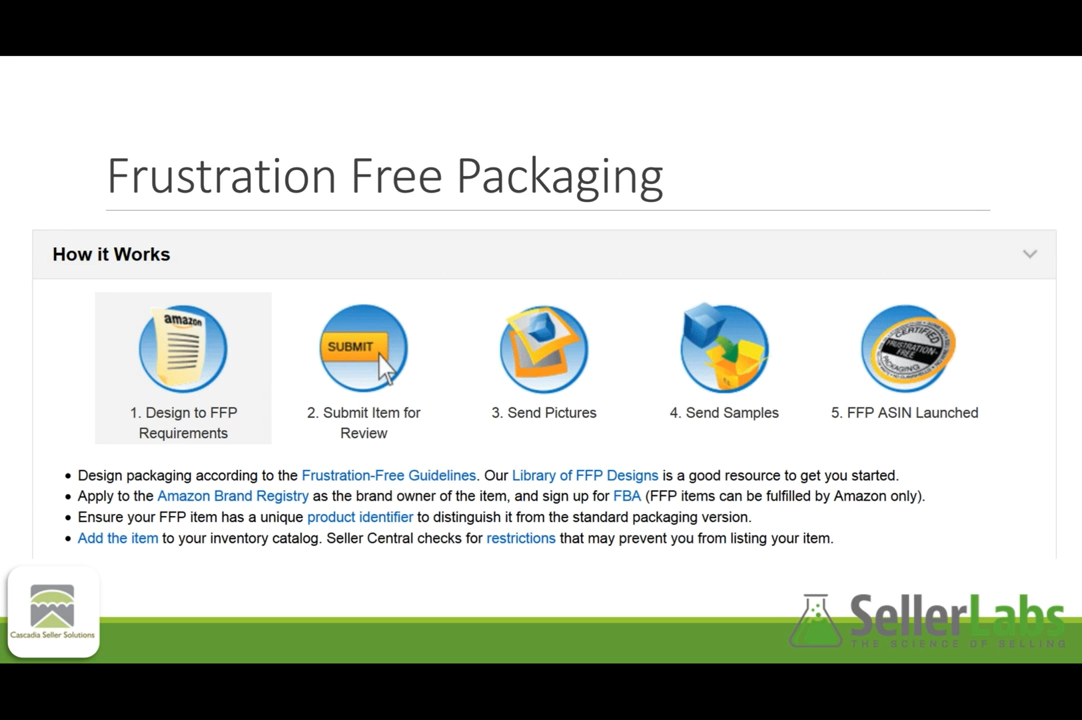 Frustration Free Packaging
How it Works
amazon
SUBMIT
CERTIFIED
FRUSTRATION-
FREE
PACKAGING
1. Design to FFP
Requirements
2. Submit Item for
Review
3. Send Pictures
4. Send Samples
5. FFP ASIN Launched
Design packaging according to the Frustration-Free Guidelines. Our Library of FFP Designs is a good resource to get you started.
Apply to the Amazon Brand Registry as the brand owner of the item, and sign up for FBA (FFP items can be fulfilled by Amazon only).
Ensure your FFP item has a unique product identifier to distinguish it from the standard packaging version.
Add the item to your inventory catalog. Seller Central checks for restrictions that may prevent you from listing your item.
Cascadia Seller Solutions
SellerLabs
THE SCIENCE OF SELLING